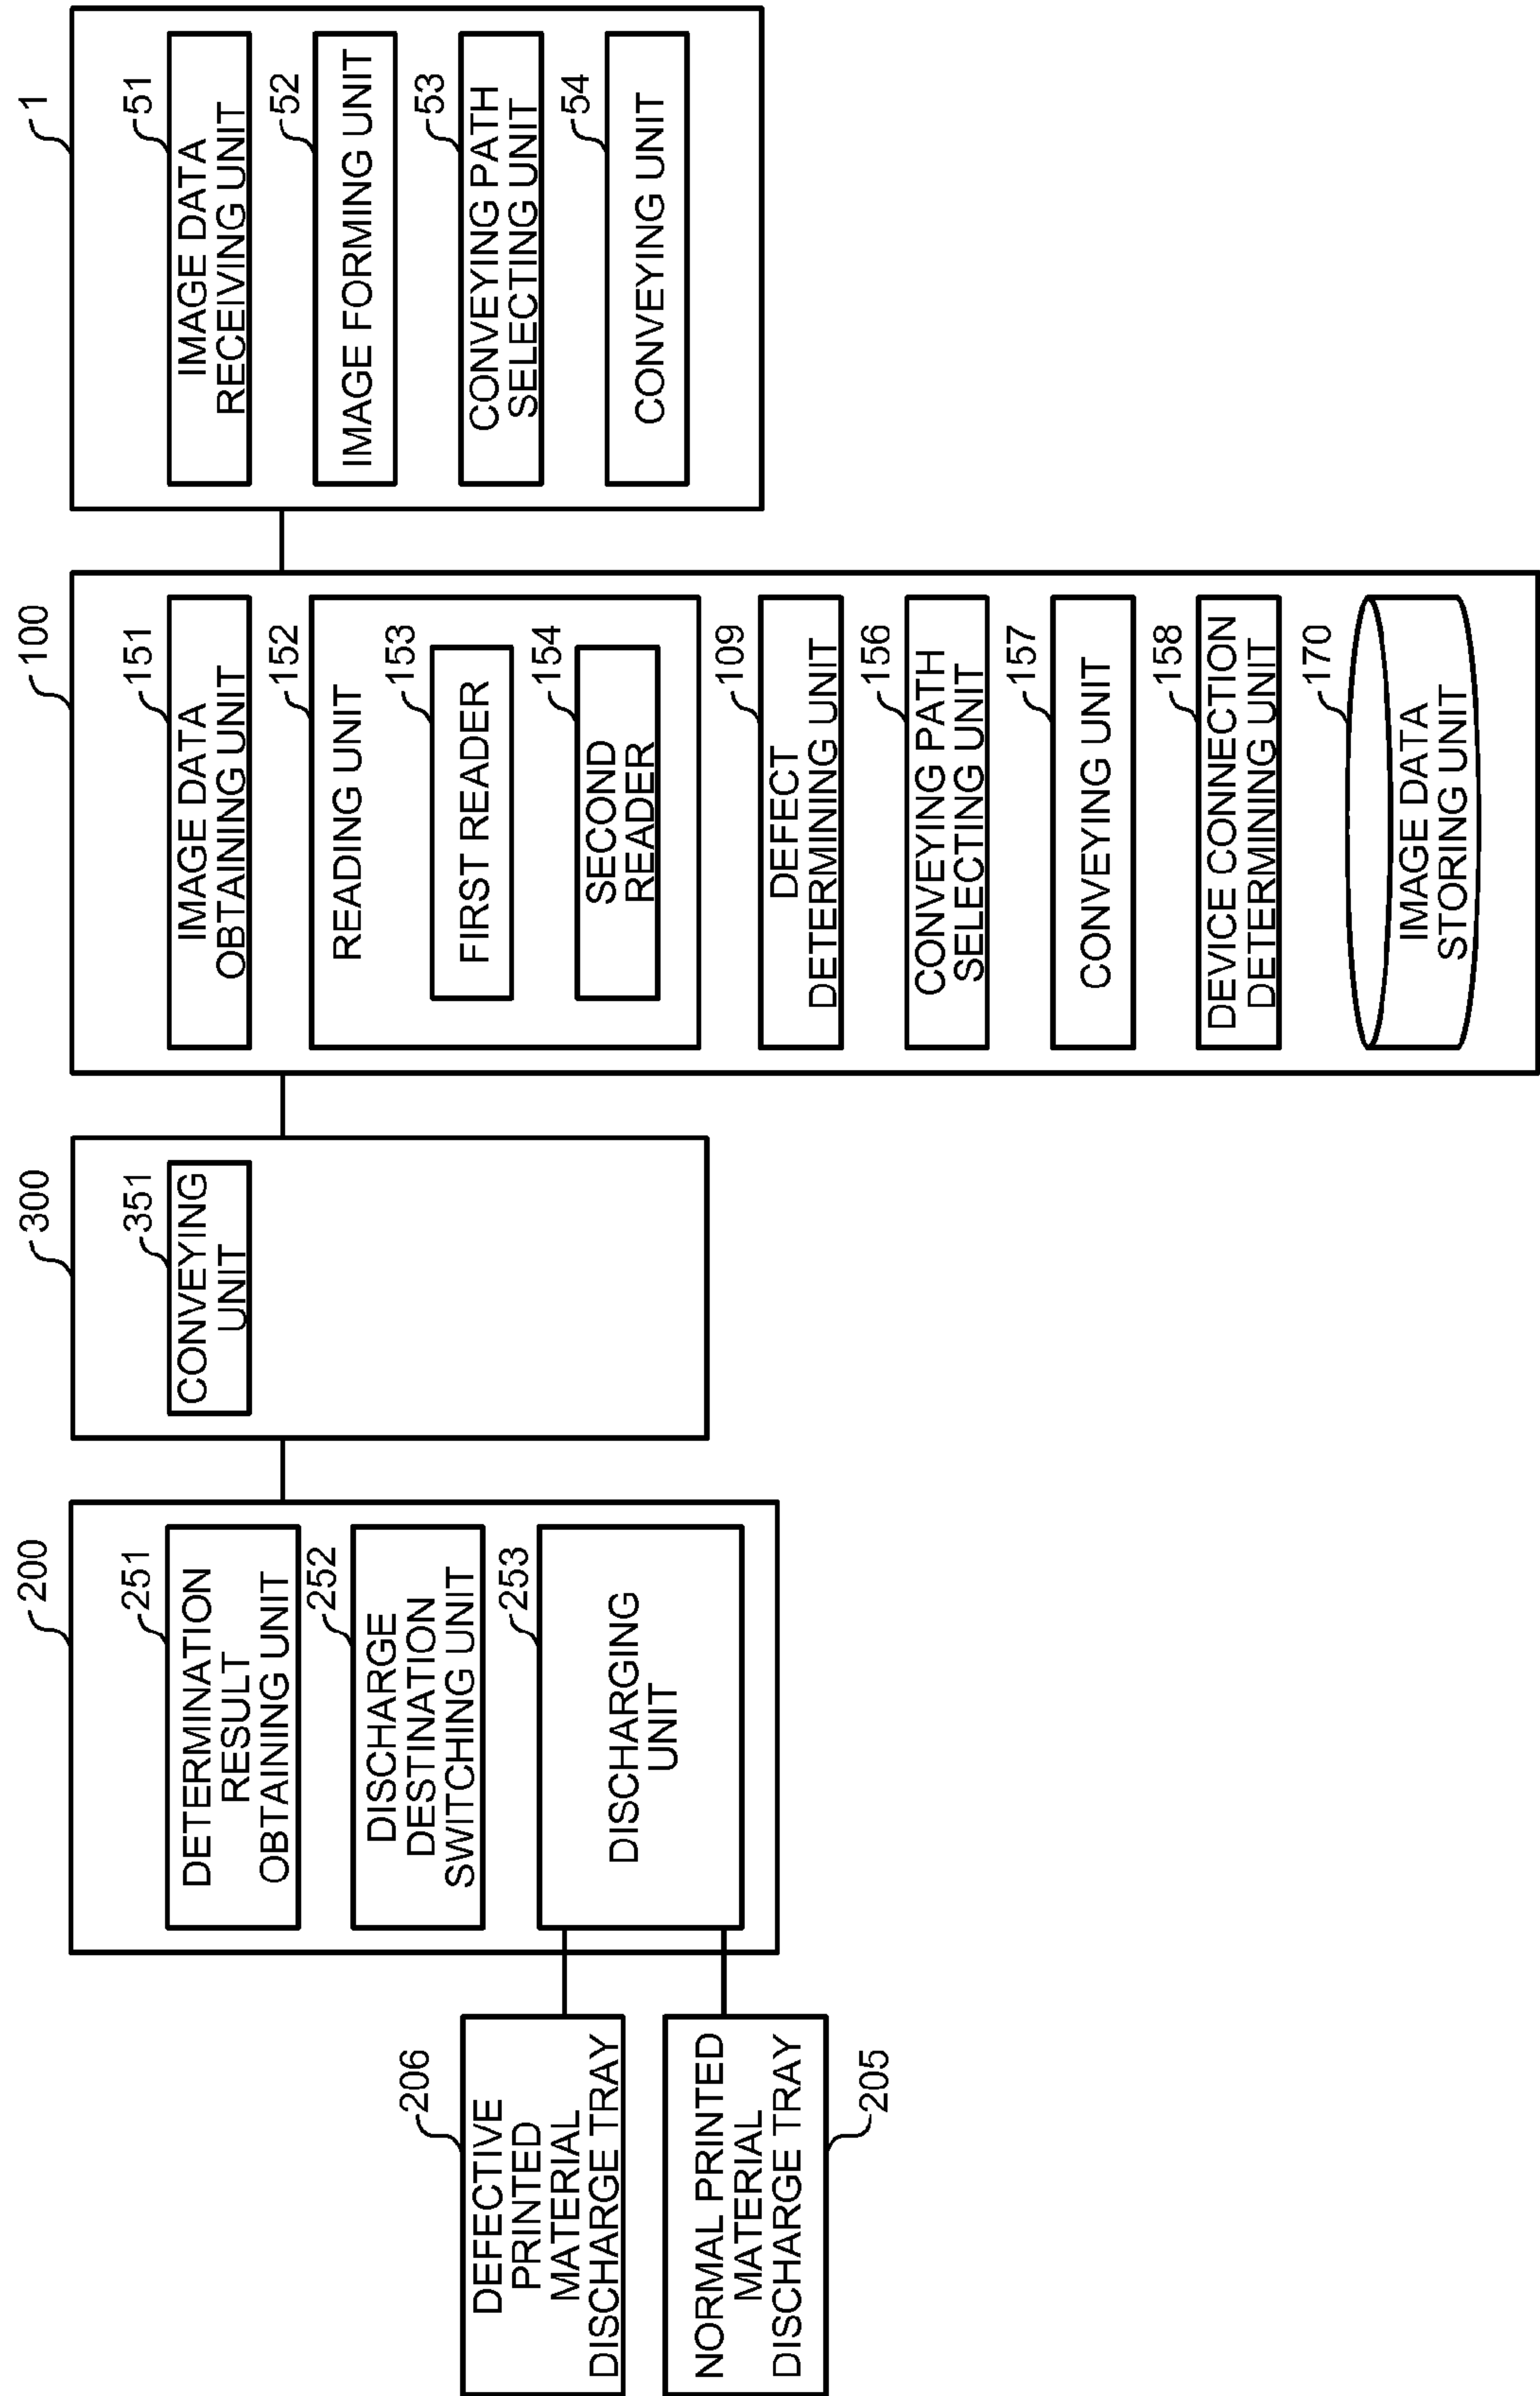 200
251
DETERMINATION
RESULT
OBTAINING UNIT
252
DISCHARGE
DESTINATION
SWITCHING UNIT
253
DISCHARGING
UNIT
206
DEFECTIVE
PRINTED
MATERIAL
DISCHARGE TRAY
NORMAL PRINTED
MATERIAL
DISCHARGE TRAY
205
300
351
CONVEYING
UNIT
100
151
IMAGE DATA
OBTAINING UNIT
152
READING UNIT
153
FIRST READER
154
SECOND
READER
109
DEFECT
DETERMINING UNIT
156
CONVEYING PATH
SELECTING UNIT
157
CONVEYING UNIT
158
DEVICE CONNECTION
DETERMINING UNIT
170
IMAGE DATA
STORING UNIT
1
51
IMAGE DATA
RECEIVING UNIT
52
IMAGE FORMING UNIT
53
CONVEYING PATH
SELECTING UNIT
54
CONVEYING UNIT